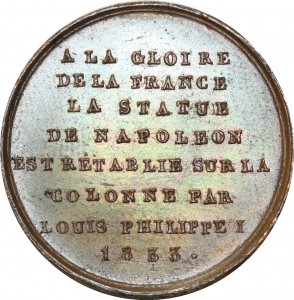 A LA GLOIRE
DE LA FRANCE
LA STATUE
DE NAPOLEON
EST RÉTABLIE SUR LA
COLONNE PAR
LOUIS PHILIPPE I
1833.